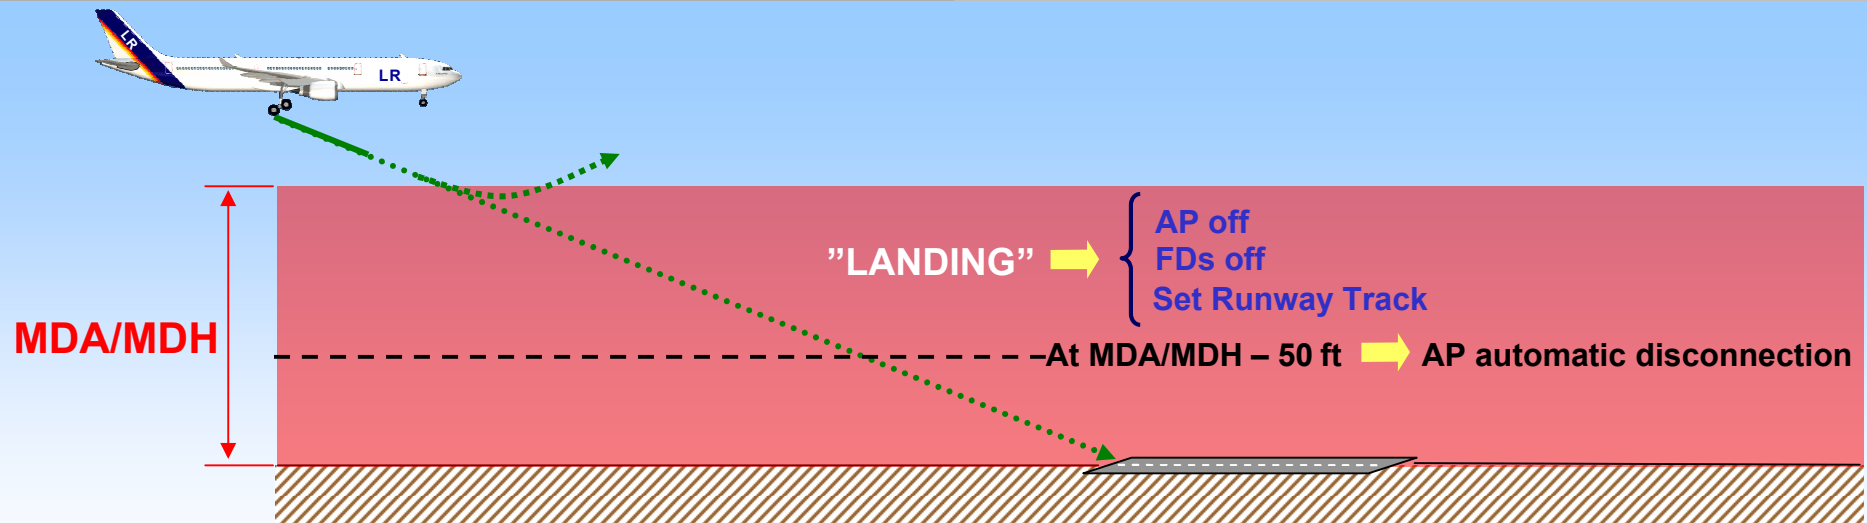 LR
LR
”LANDING”
AP off
FDs off
Set Runway Track
MDA/MDH
At MDA/MDH – 50 ft
AP automatic disconnection